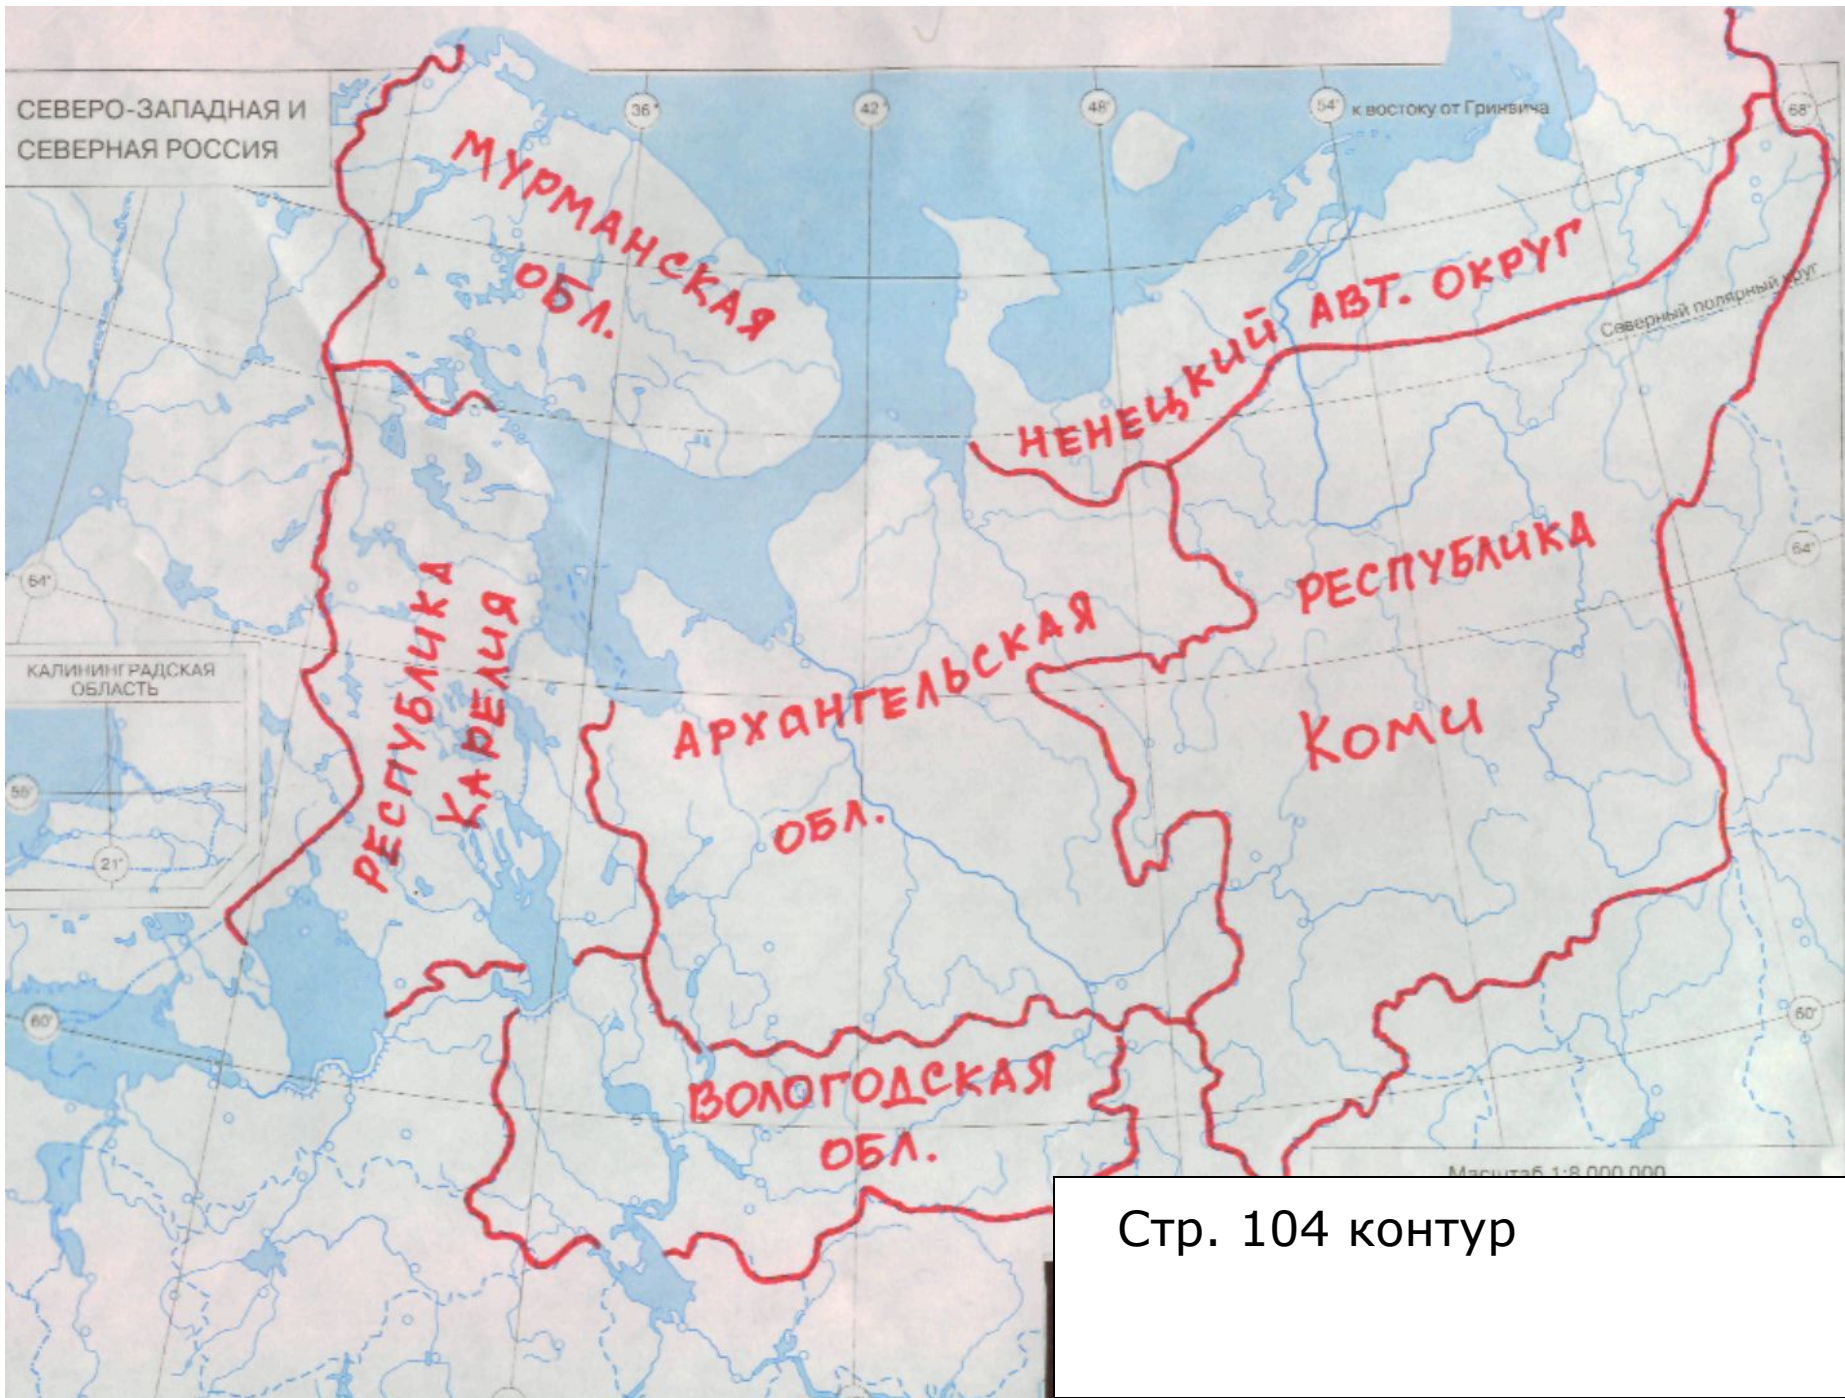 СЕВЕРО-ЗАПАДНАЯ И
СЕВЕРНАЯ РОССИЯ
36°
42°
48°
54°
к востоку от Гринвича
68°
МУРМАНСКАЯ
ОБЛ.
НЕНЕЦКИЙ АВТ. ОКРУГ
Северный полярный круг
64°
64°
РЕСПУБЛИКА
КАРЕЛИЯ
АРХАНГЕЛЬСКАЯ
ОБЛ.
РЕСПУБЛИКА
КОМИ
КАЛИНИНГРАДСКАЯ
ОБЛАСТЬ
55°
21°
60°
60°
ВОЛОГОДСКАЯ
ОБЛ.
Масштаб 1:8 000 000
Стр. 104 контур